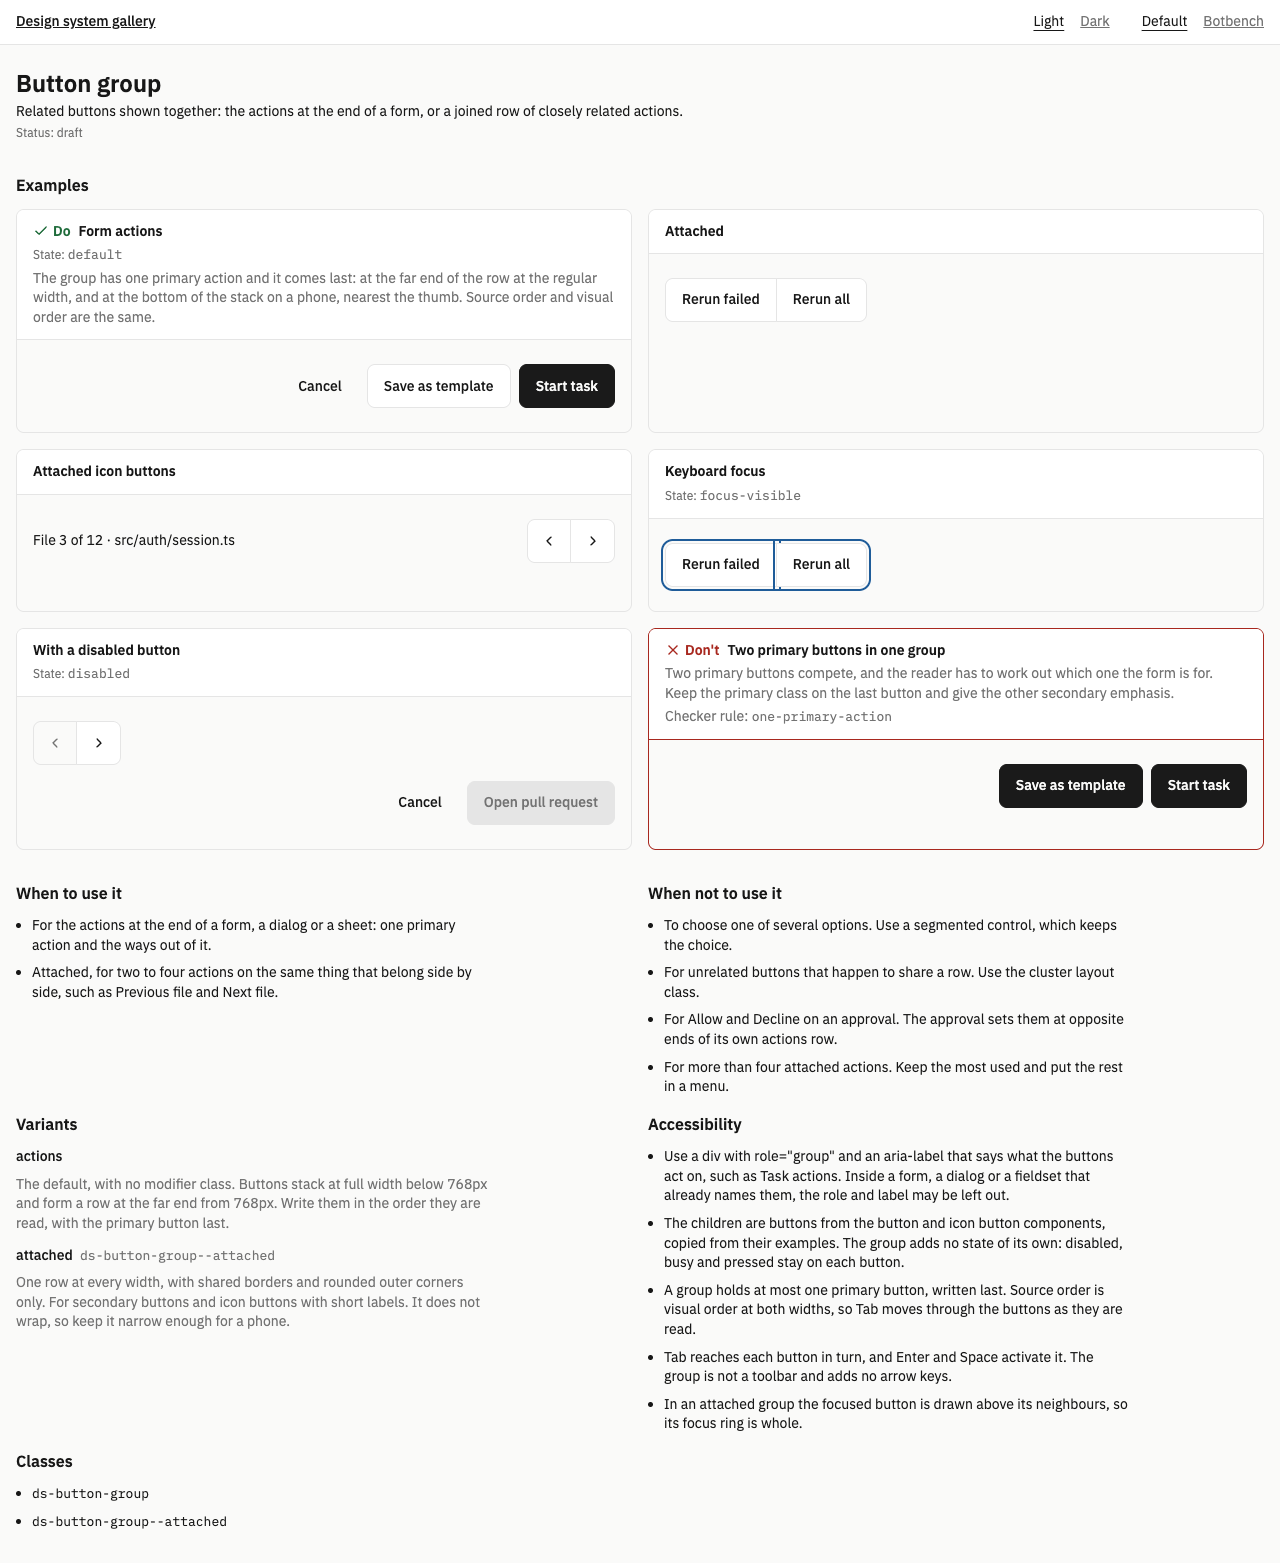 Design system gallery
Light Dark Default Botbench
Button group
Related buttons shown together: the actions at the end of a form, or a joined row of closely related actions.
Status: draft
Examples
Do Form actions
State: default
The group has one primary action and it comes last: at the far end of the row at the regular
width, and at the bottom of the stack on a phone, nearest the thumb. Source order and visual
order are the same.
Cancel Save as template Start task
Attached
Rerun failed Rerun all
Attached icon buttons
File 3 of 12 · src/auth/session.ts
Keyboard focus
State: focus-visible
Rerun failed Rerun all
With a disabled button
State: disabled
Cancel Open pull request
Don't Two primary buttons in one group
Two primary buttons compete, and the reader has to work out which one the form is for.
Keep the primary class on the last button and give the other secondary emphasis.
Checker rule: one-primary-action
Save as template Start task
When to use it
For the actions at the end of a form, a dialog or a sheet: one primary
action and the ways out of it.
Attached, for two to four actions on the same thing that belong side by
side, such as Previous file and Next file.
When not to use it
To choose one of several options. Use a segmented control, which keeps
the choice.
For unrelated buttons that happen to share a row. Use the cluster layout
class.
For Allow and Decline on an approval. The approval sets them at opposite
ends of its own actions row.
For more than four attached actions. Keep the most used and put the rest
in a menu.
Variants
actions
The default, with no modifier class. Buttons stack at full width below 768px
and form a row at the far end from 768px. Write them in the order they are
read, with the primary button last.
attached ds-button-group--attached
One row at every width, with shared borders and rounded outer corners
only. For secondary buttons and icon buttons with short labels. It does not
wrap, so keep it narrow enough for a phone.
Accessibility
Use a div with role="group" and an aria-label that says what the buttons
act on, such as Task actions. Inside a form, a dialog or a fieldset that
already names them, the role and label may be left out.
The children are buttons from the button and icon button components,
copied from their examples. The group adds no state of its own: disabled,
busy and pressed stay on each button.
A group holds at most one primary button, written last. Source order is
visual order at both widths, so Tab moves through the buttons as they are
read.
Tab reaches each button in turn, and Enter and Space activate it. The
group is not a toolbar and adds no arrow keys.
In an attached group the focused button is drawn above its neighbours, so
its focus ring is whole.
Classes
ds-button-group
ds-button-group--attached